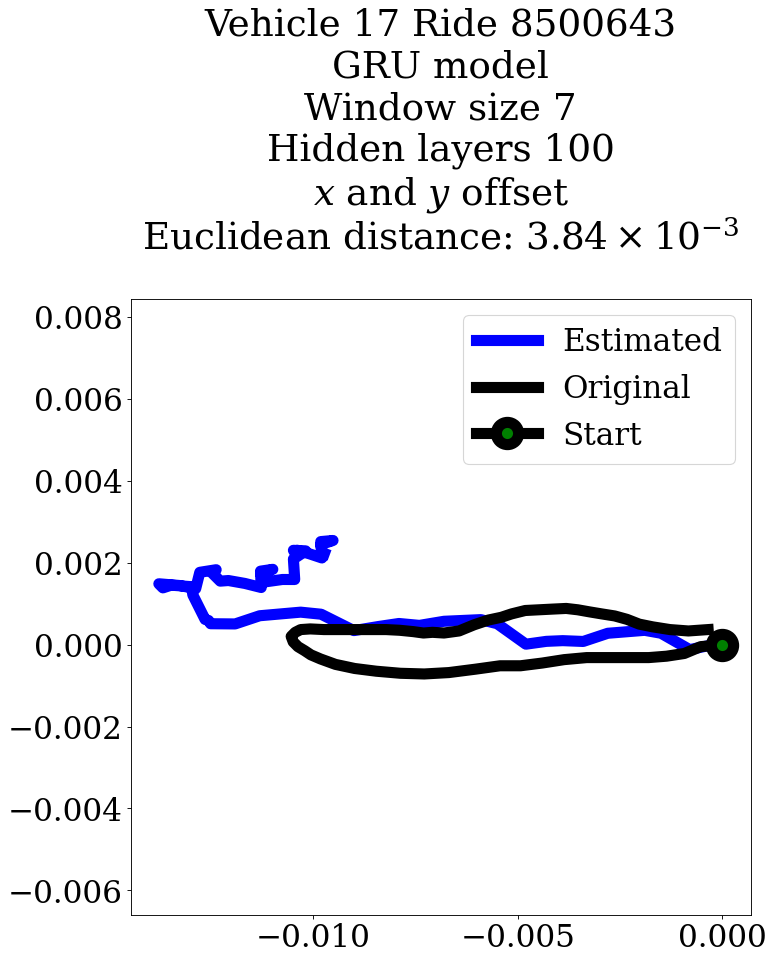 Vehicle 17 Ride 8500643
GRU model
Window size 7
Hidden layers 100
x and y offset
Euclidean distance: 3.84 × 10⁻³
Estimated
Original
Start
0.008
0.006
0.004
0.002
0.000
−0.002
−0.004
−0.006
−0.010
−0.005
0.000